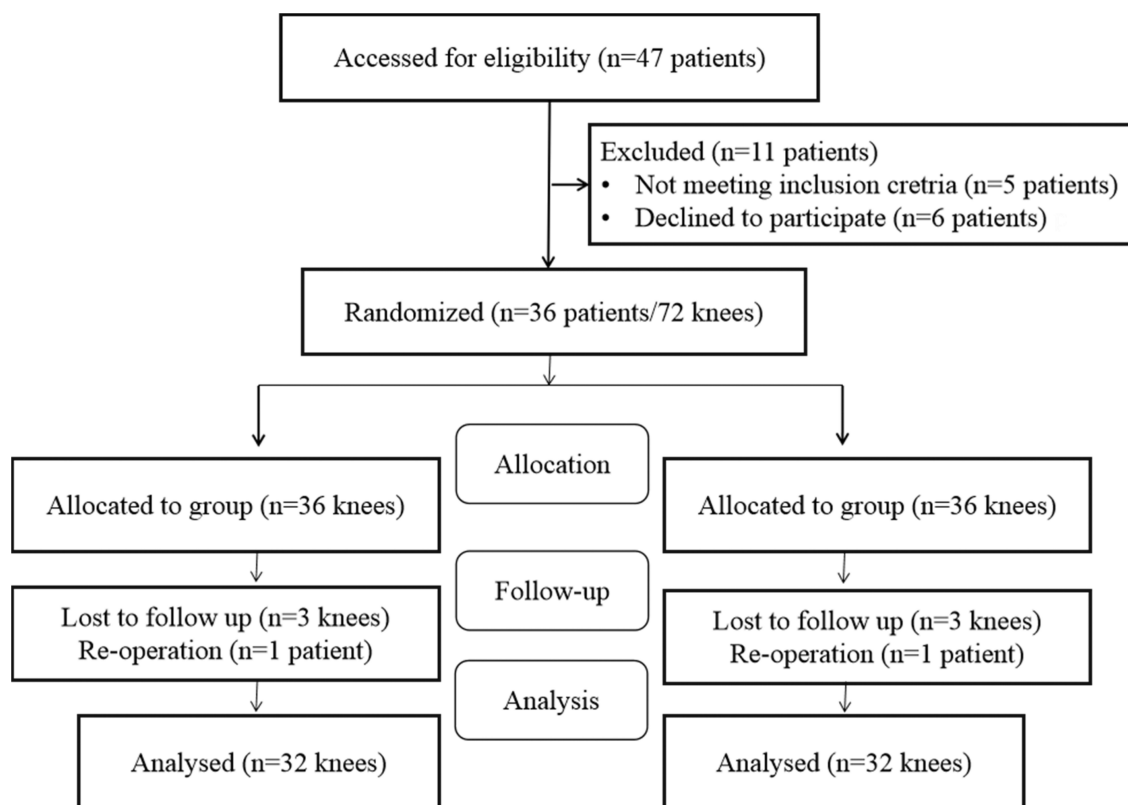 Accessed for eligibility (n=47 patients)
Excluded (n=11 patients)
• Not meeting inclusion cretria (n=5 patients)
• Declined to participate (n=6 patients)
Randomized (n=36 patients/72 knees)
Allocation
Allocated to group (n=36 knees)
Allocated to group (n=36 knees)
Follow-up
Lost to follow up (n=3 knees)
Re-operation (n=1 patient)
Lost to follow up (n=3 knees)
Re-operation (n=1 patient)
Analysis
Analysed (n=32 knees)
Analysed (n=32 knees)